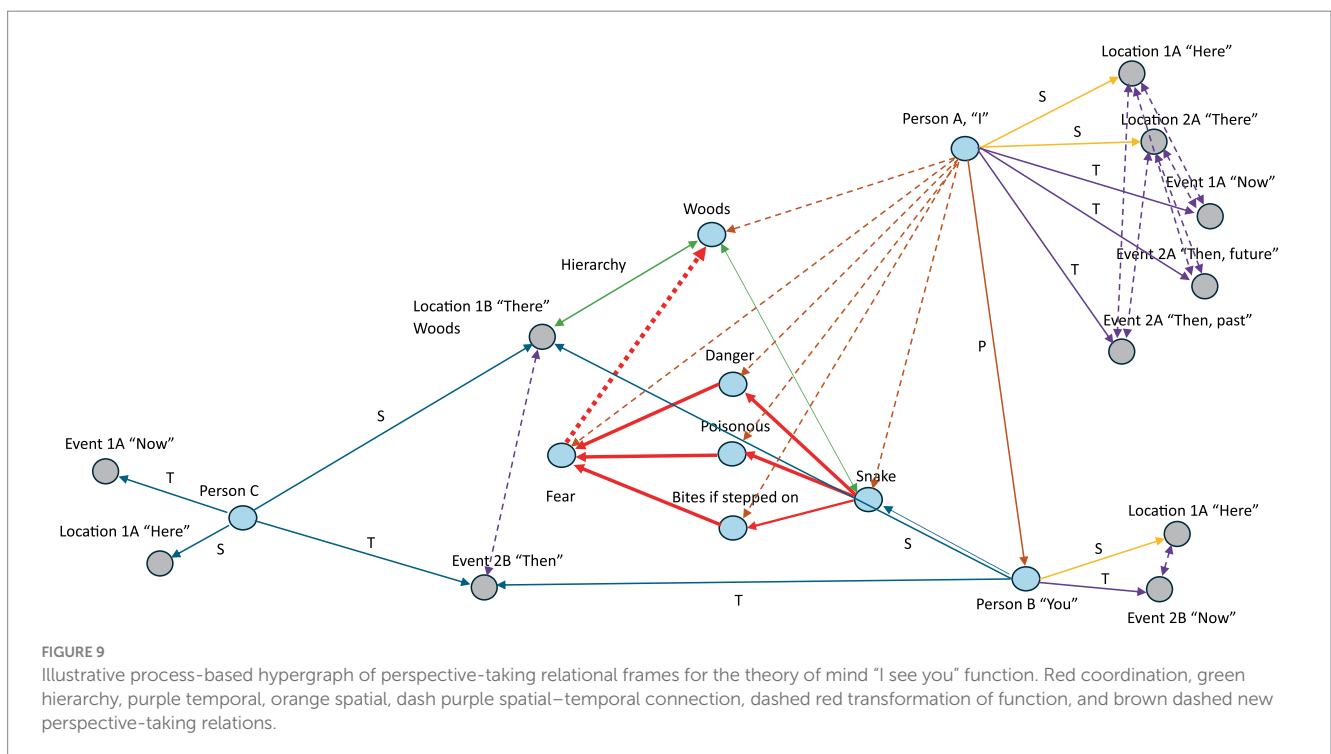 Location 1A “Here”
S
Person A, “I”
Location 2A “There”
S
T
Event 1A “Now”
T
Woods
Event 2A “Then, future”
Hierarchy
T
Location 1B “There”
Woods
Event 2A “Then, past”
P
Danger
S
Poisonous
Event 1A “Now”
T
Snake
Person C
Fear
Bites if stepped on
Location 1A “Here”
Location 1A “Here”
S
T
S
S
Event 2B “Then”
T
T
Person B “You”
Event 2B “Now”
FIGURE 9
Illustrative process-based hypergraph of perspective-taking relational frames for the theory of mind “I see you” function. Red coordination, green
hierarchy, purple temporal, orange spatial, dash purple spatial–temporal connection, dashed red transformation of function, and brown dashed new
perspective-taking relations.